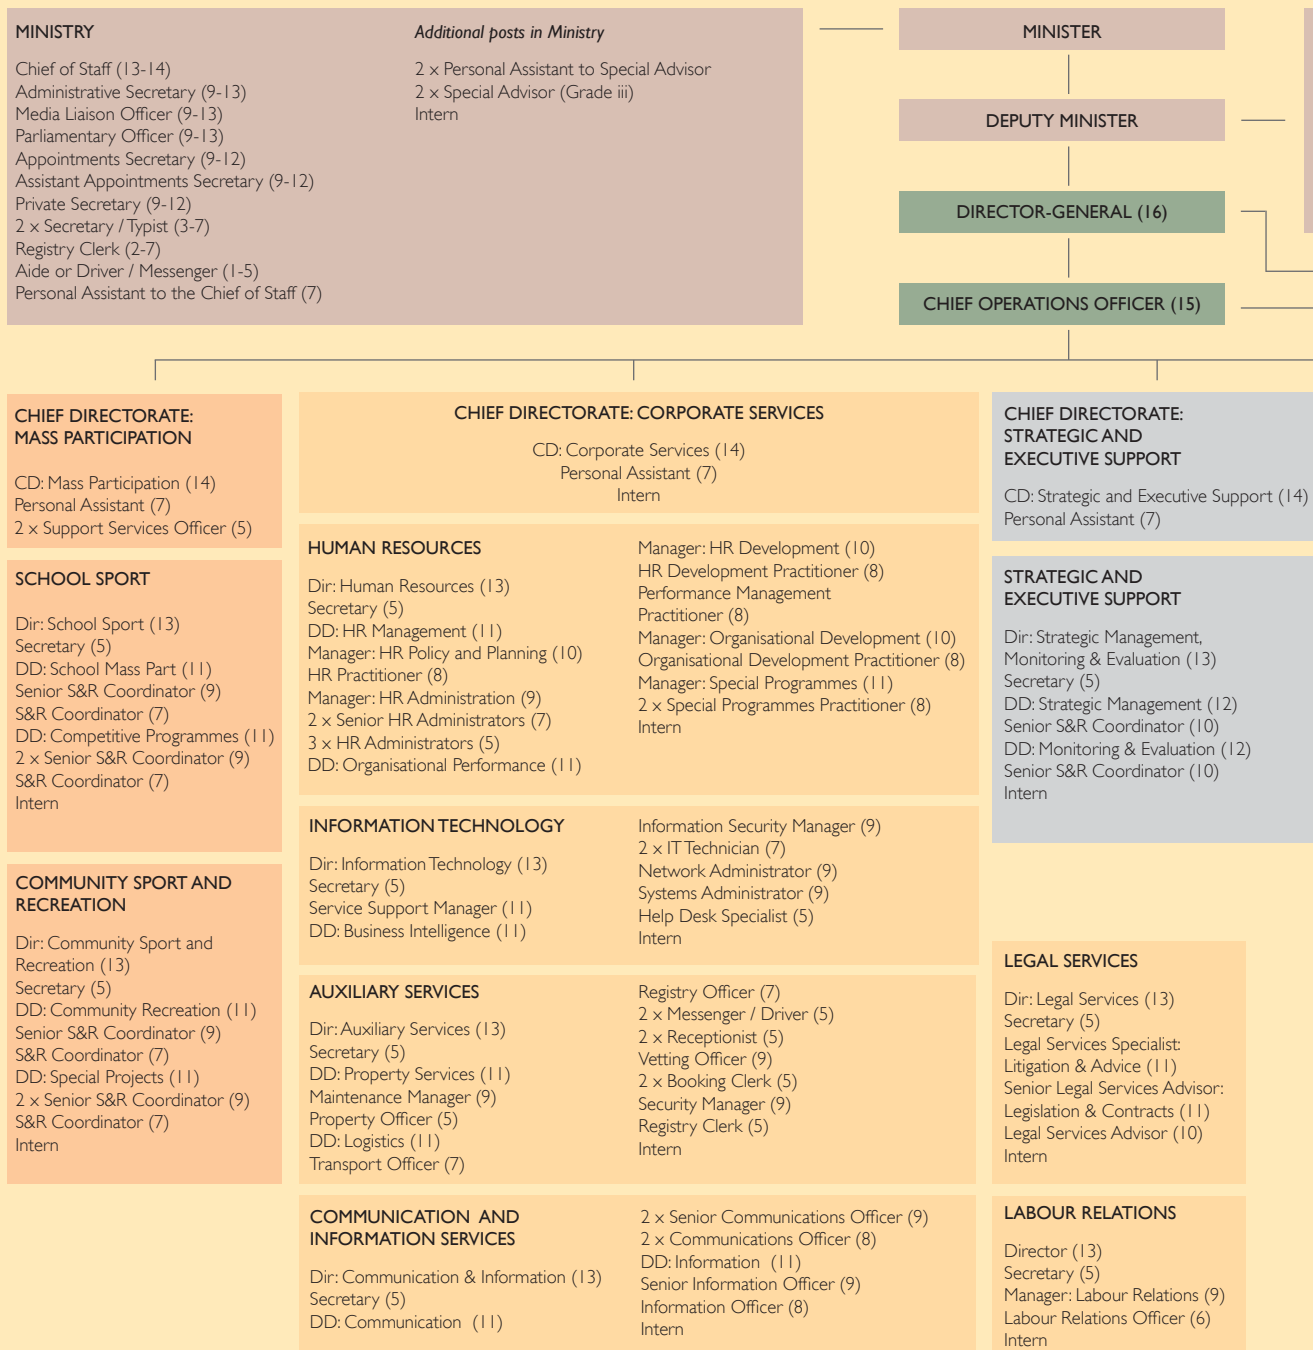 MINISTRY
Chief of Staff (13-14)
Administrative Secretary (9-13)
Media Liaison Officer (9-13)
Parliamentary Officer (9-13)
Appointments Secretary (9-12)
Assistant Appointments Secretary (9-12)
Private Secretary (9-12)
2 x Secretary / Typist (3-7)
Registry Clerk (2-7)
Aide or Driver / Messenger (1-5)
Personal Assistant to the Chief of Staff (7)
Additional posts in Ministry
2 x Personal Assistant to Special Advisor
2 x Special Advisor (Grade iii)
Intern
MINISTER
DEPUTY MINISTER
DIRECTOR-GENERAL (16)
CHIEF OPERATIONS OFFICER (15)
CHIEF DIRECTORATE:
MASS PARTICIPATION
CD: Mass Participation (14)
Personal Assistant (7)
2 x Support Services Officer (5)
SCHOOL SPORT
Dir: School Sport (13)
Secretary (5)
DD: School Mass Part (11)
Senior S&R Coordinator (9)
S&R Coordinator (7)
DD: Competitive Programmes (11)
2 x Senior S&R Coordinator (9)
S&R Coordinator (7)
Intern
COMMUNITY SPORT AND
RECREATION
Dir: Community Sport and
Recreation (13)
Secretary (5)
DD: Community Recreation (11)
Senior S&R Coordinator (9)
S&R Coordinator (7)
DD: Special Projects (11)
2 x Senior S&R Coordinator (9)
S&R Coordinator (7)
Intern
CHIEF DIRECTORATE: CORPORATE SERVICES
CD: Corporate Services (14)
Personal Assistant (7)
Intern
HUMAN RESOURCES
Dir: Human Resources (13)
Secretary (5)
DD: HR Management (11)
Manager: HR Policy and Planning (10)
HR Practitioner (8)
Manager: HR Administration (9)
2 x Senior HR Administrators (7)
3 x HR Administrators (5)
DD: Organisational Performance (11)
Manager: HR Development (10)
HR Development Practitioner (8)
Performance Management
Practitioner (8)
Manager: Organisational Development (10)
Organisational Development Practitioner (8)
Manager: Special Programmes (11)
2 x Special Programmes Practitioner (8)
Intern
INFORMATION TECHNOLOGY
Dir: Information Technology (13)
Secretary (5)
Service Support Manager (11)
DD: Business Intelligence (11)
Information Security Manager (9)
2 x IT Technician (7)
Network Administrator (9)
Systems Administrator (9)
Help Desk Specialist (5)
Intern
AUXILIARY SERVICES
Dir: Auxiliary Services (13)
Secretary (5)
DD: Property Services (11)
Maintenance Manager (9)
Property Officer (5)
DD: Logistics (11)
Transport Officer (7)
Registry Officer (7)
2 x Messenger / Driver (5)
2 x Receptionist (5)
Vetting Officer (9)
2 x Booking Clerk (5)
Security Manager (9)
Registry Clerk (5)
Intern
COMMUNICATION AND
INFORMATION SERVICES
Dir: Communication & Information (13)
Secretary (5)
DD: Communication (11)
2 x Senior Communications Officer (9)
2 x Communications Officer (8)
DD: Information (11)
Senior Information Officer (9)
Information Officer (8)
Intern
CHIEF DIRECTORATE:
STRATEGIC AND
EXECUTIVE SUPPORT
CD: Strategic and Executive Support (14)
Personal Assistant (7)
STRATEGIC AND
EXECUTIVE SUPPORT
Dir: Strategic Management,
Monitoring & Evaluation (13)
Secretary (5)
DD: Strategic Management (12)
Senior S&R Coordinator (10)
DD: Monitoring & Evaluation (12)
Senior S&R Coordinator (10)
Intern
LEGAL SERVICES
Dir: Legal Services (13)
Secretary (5)
Legal Services Specialist:
Litigation & Advice (11)
Senior Legal Services Advisor:
Legislation & Contracts (11)
Legal Services Advisor (10)
Intern
LABOUR RELATIONS
Director (13)
Secretary (5)
Manager: Labour Relations (9)
Labour Relations Officer (6)
Intern